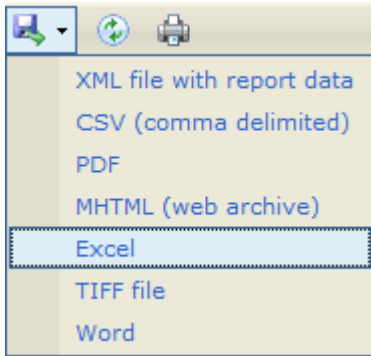 XML file with report data
CSV (comma delimited)
PDF
MHTML (web archive)
Excel
TIFF file
Word